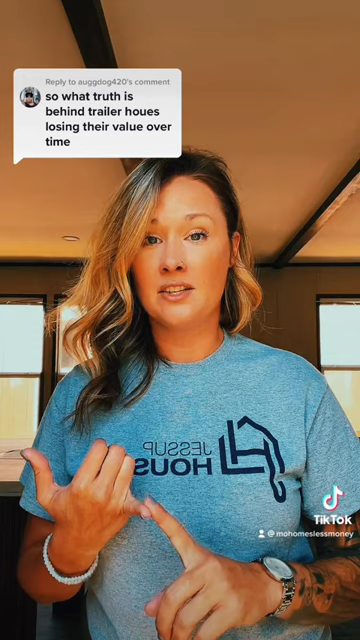 Reply to auggdog420's comment
so what truth is
behind trailer houes
losing their value over
time
JESSUP
HOUS
TikTok
@mohomeslessmoney